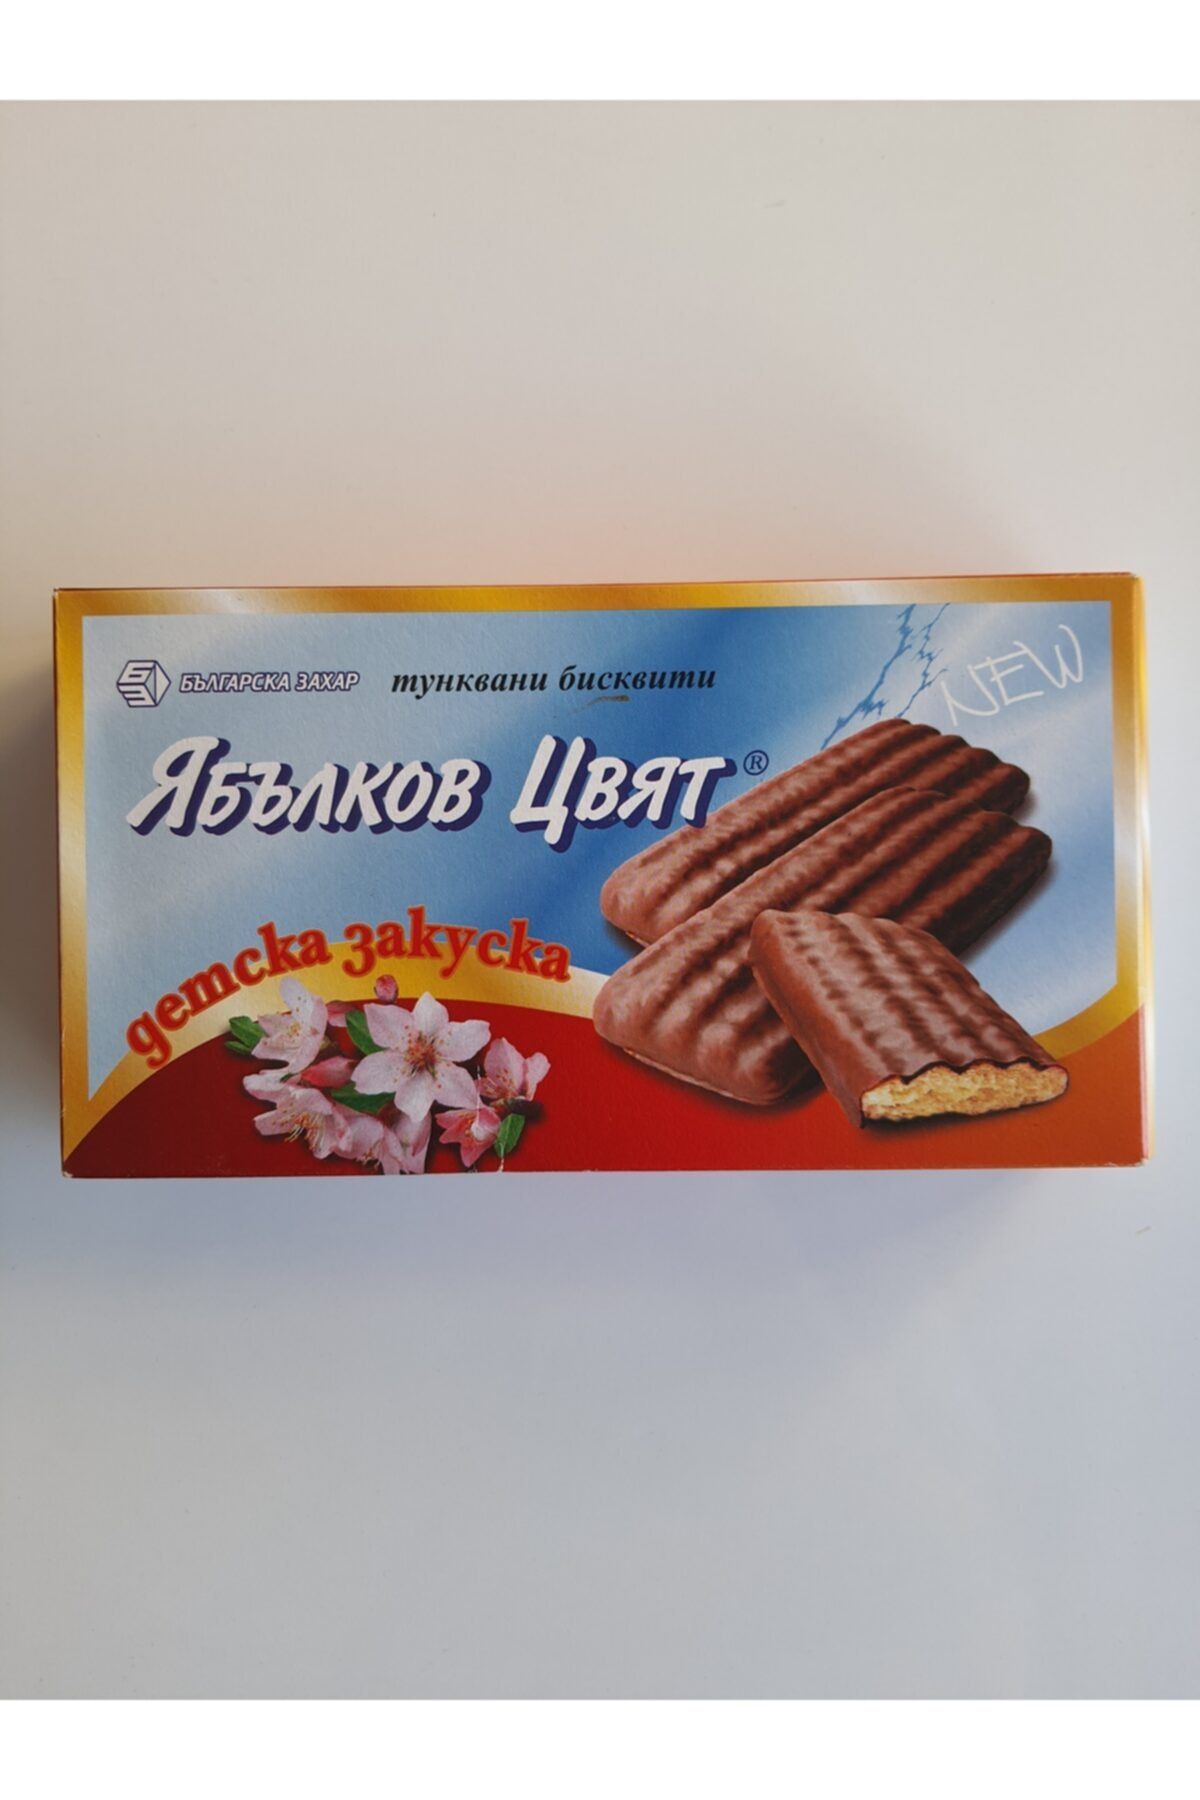 БЪЛГАРСКА ЗАХАР
тунквани бисквити
NEW
ЯБЪЛКОВ ЦВЯТ®
детска закуска